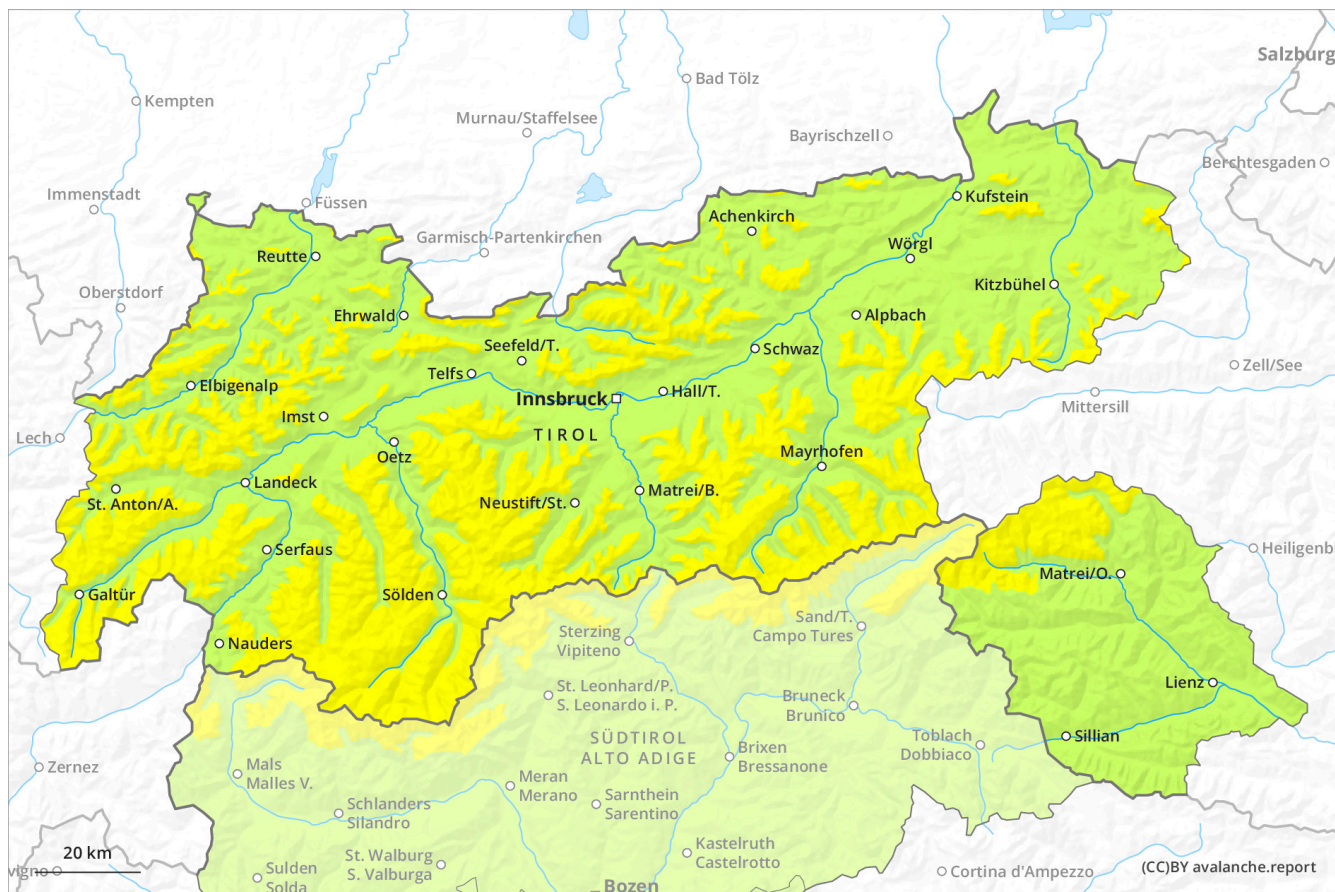 Salzburg
Bad Tölz
Kempten
Murnau/Staffelsee
Bayrischzell
Berchtesgaden
Immenstadt
Füssen
Kufstein
Achenkirch
Garmisch-Partenkirchen
Wörgl
Reutte
Kitzbühel
Oberstdorf
Ehrwald
Alpbach
Seefeld/T.
Schwaz
Zell/See
Telfs
Elbigenalp
Hall/T.
Innsbruck
Mittersill
Imst
TIROL
Lech
Oetz
Mayrhofen
Landeck
Matrei/B.
St. Anton/A.
Neustift/St.
Serfaus
Heiligenb
Matrei/O.
Galtür
Sölden
Sand/T.
Campo Tures
Sterzing
Vipiteno
Nauders
Lienz
St. Leonhard/P.
S. Leonardo i. P.
Bruneck
Brunico
Sillian
SÜDTIROL
ALTO ADIGE
Toblach
Dobbiaco
Brixen
Bressanone
Zernez
Mals
Malles V.
Meran
Merano
Schlanders
Silandro
Sarnthein
Sarentino
Kastelruth
Castelrotto
20 km
St. Walburg
S. Valburga
vigno
Sulden
Solda
Cortina d'Ampezzo
(CC)BY avalanche.report
Bozen